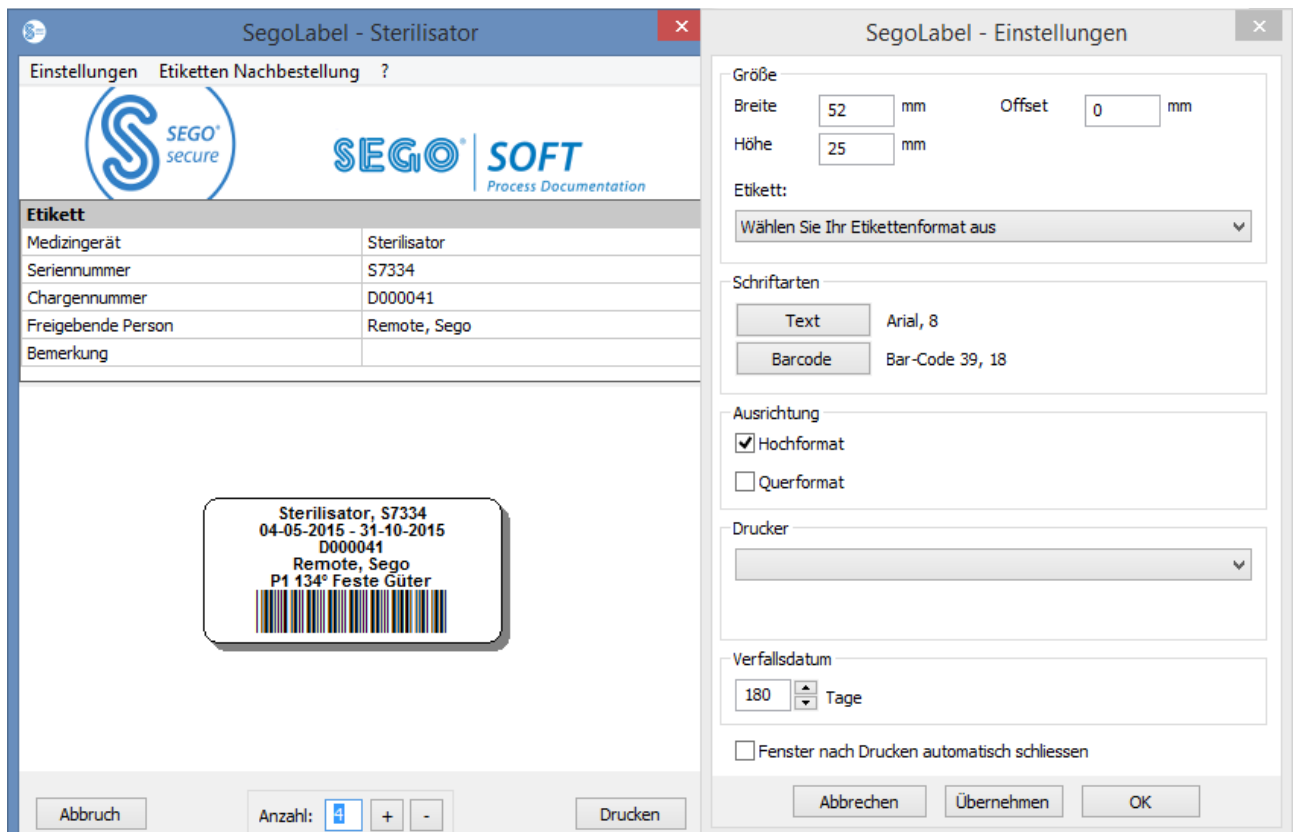 SegoLabel - Sterilisator
Einstellungen Etiketten Nachbestellung ?
SEGO®
secure
SEGO® SOFT
Process Documentation
Etikett
Medizingerät Sterilisator
Seriennummer S7334
Chargennummer D000041
Freigebende Person Remote, Sego
Bemerkung
Sterilisator, S7334
04-05-2015 - 31-10-2015
D000041
Remote, Sego
P1 134° Feste Güter
Abbruch Anzahl: 4 + - Drucken
SegoLabel - Einstellungen
Größe
Breite 52 mm Offset 0 mm
Höhe 25 mm
Etikett:
Wählen Sie Ihr Etikettenformat aus
Schriftarten
Text Arial, 8
Barcode Bar-Code 39, 18
Ausrichtung
Hochformat
Querformat
Drucker
Verfallsdatum
180 Tage
Fenster nach Drucken automatisch schliessen
Abbrechen Übernehmen OK